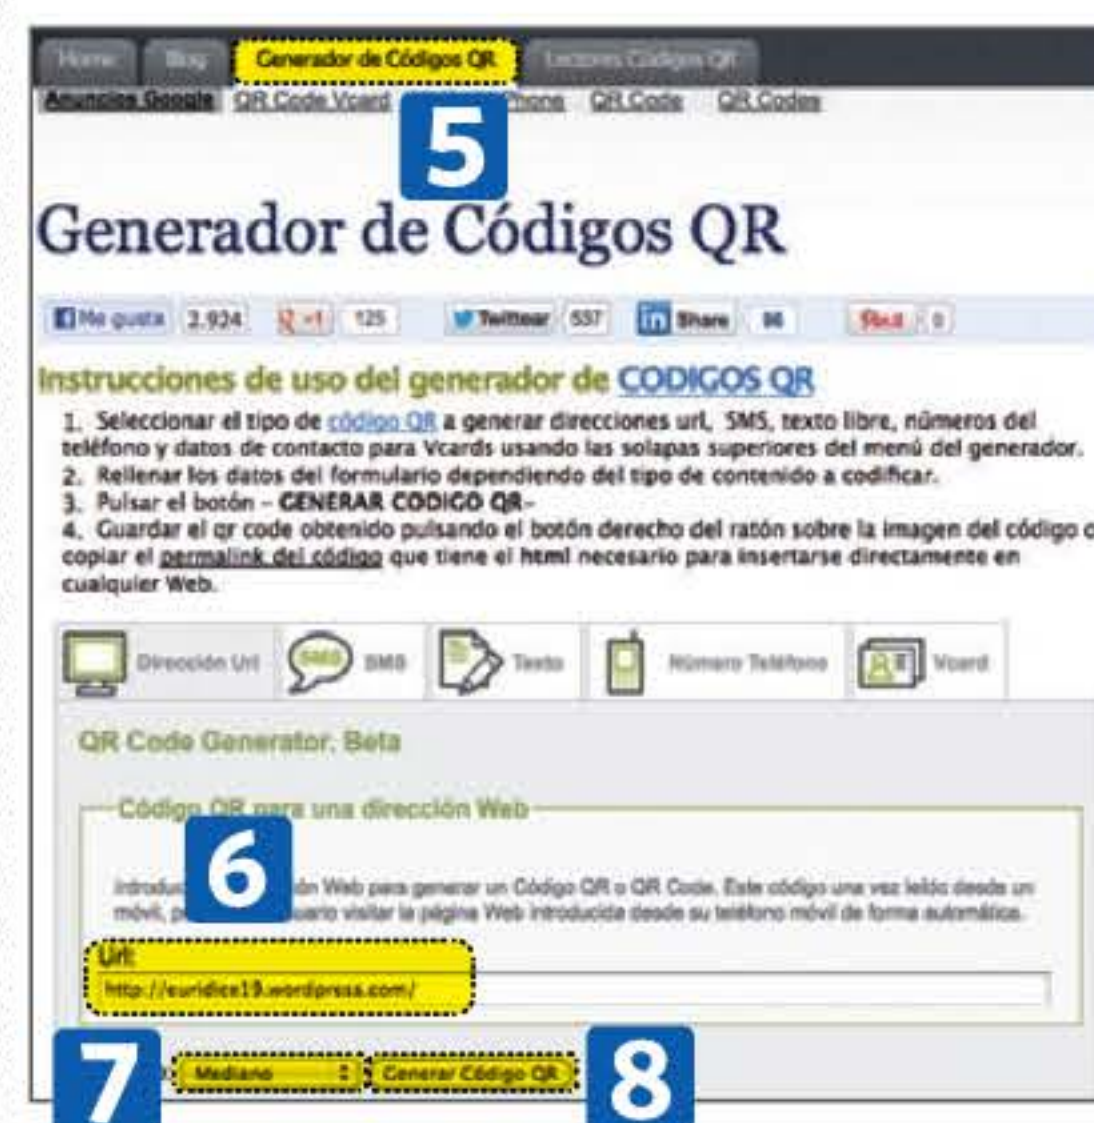 Home Blog Generador de Códigos QR Lectores Códigos QR
Anuncios Google QR Code Vcard Phone QR Code QR Codes
5
Generador de Códigos QR
Me gusta 2.924 +1 125 Twittear 557 Share 86 Pin it 0
Instrucciones de uso del generador de CODIGOS QR
1. Seleccionar el tipo de código QR a generar direcciones url, SMS, texto libre, números del
teléfono y datos de contacto para Vcards usando las solapas superiores del menú del generador.
2. Rellenar los datos del formulario dependiendo del tipo de contenido a codificar.
3. Pulsar el botón – GENERAR CODIGO QR–
4. Guardar el qr code obtenido pulsando el botón derecho del ratón sobre la imagen del código o
copiar el permalink del código que tiene el html necesario para insertarse directamente en
cualquier Web.
Dirección Url SMS SMS Texto Número Teléfono Vcard
QR Code Generator. Beta
Código QR para una dirección Web
6
Introduc ón Web para generar un Código QR o QR Code. Este código una vez leído desde un
móvil, p uario visitar la página Web introducida desde su teléfono móvil de forma automática.
Url:
http://euridice19.wordpress.com/
7 Mediano Generar Código QR 8